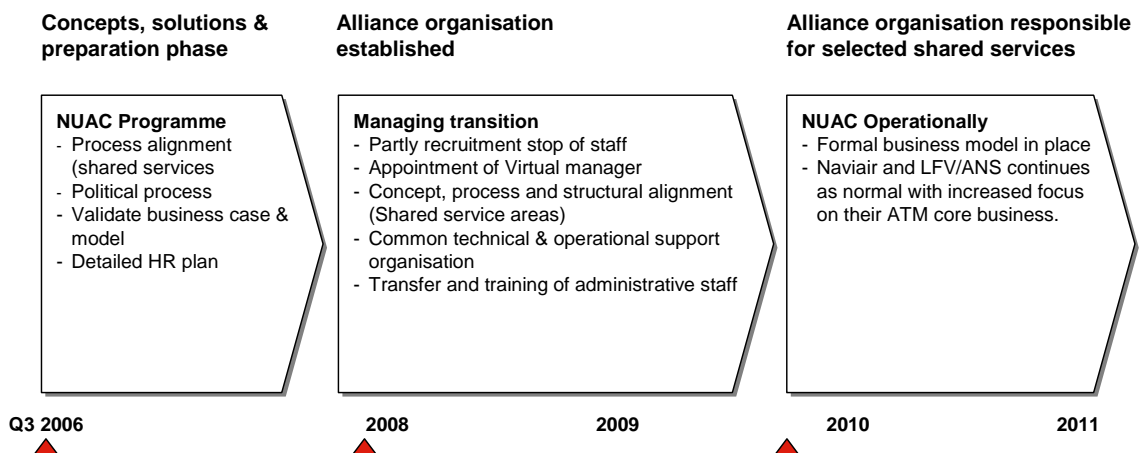 Concepts, solutions &
preparation phase
Alliance organisation
established
Alliance organisation responsible
for selected shared services
NUAC Programme
- Process alignment
(shared services
- Political process
- Validate business case &
model
- Detailed HR plan
Managing transition
- Partly recruitment stop of staff
- Appointment of Virtual manager
- Concept, process and structural alignment
(Shared service areas)
- Common technical & operational support
organisation
- Transfer and training of administrative staff
NUAC Operationally
- Formal business model in place
- Naviair and LFV/ANS continues
as normal with increased focus
on their ATM core business.
Q3 2006
2008
2009
2010
2011